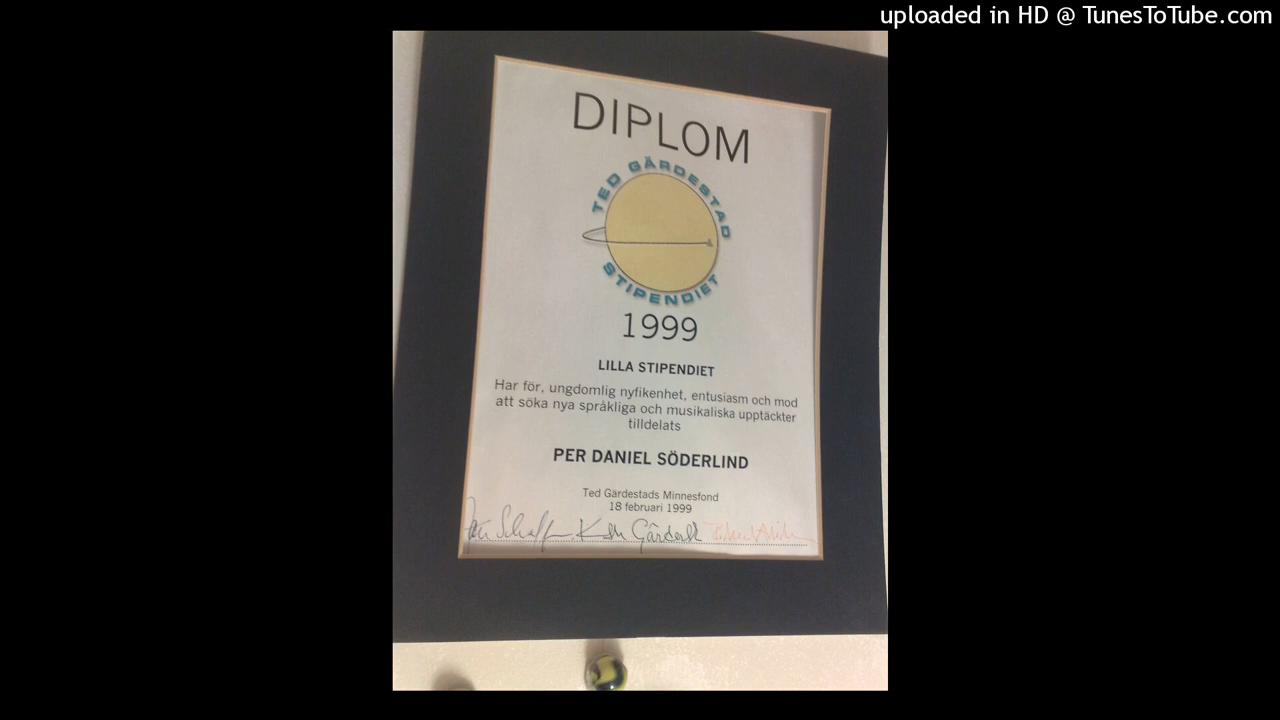 uploaded in HD @ TunesToTube.com
DIPLOM
TED GÄRDESTAD
STIPENDIET
1999
LILLA STIPENDIET
Har för, ungdomlig nyfikenhet, entusiasm och mod
att söka nya språkliga och musikaliska upptäckter
tilldelats
PER DANIEL SÖDERLIND
Ted Gärdestads Minnesfond
18 februari 1999